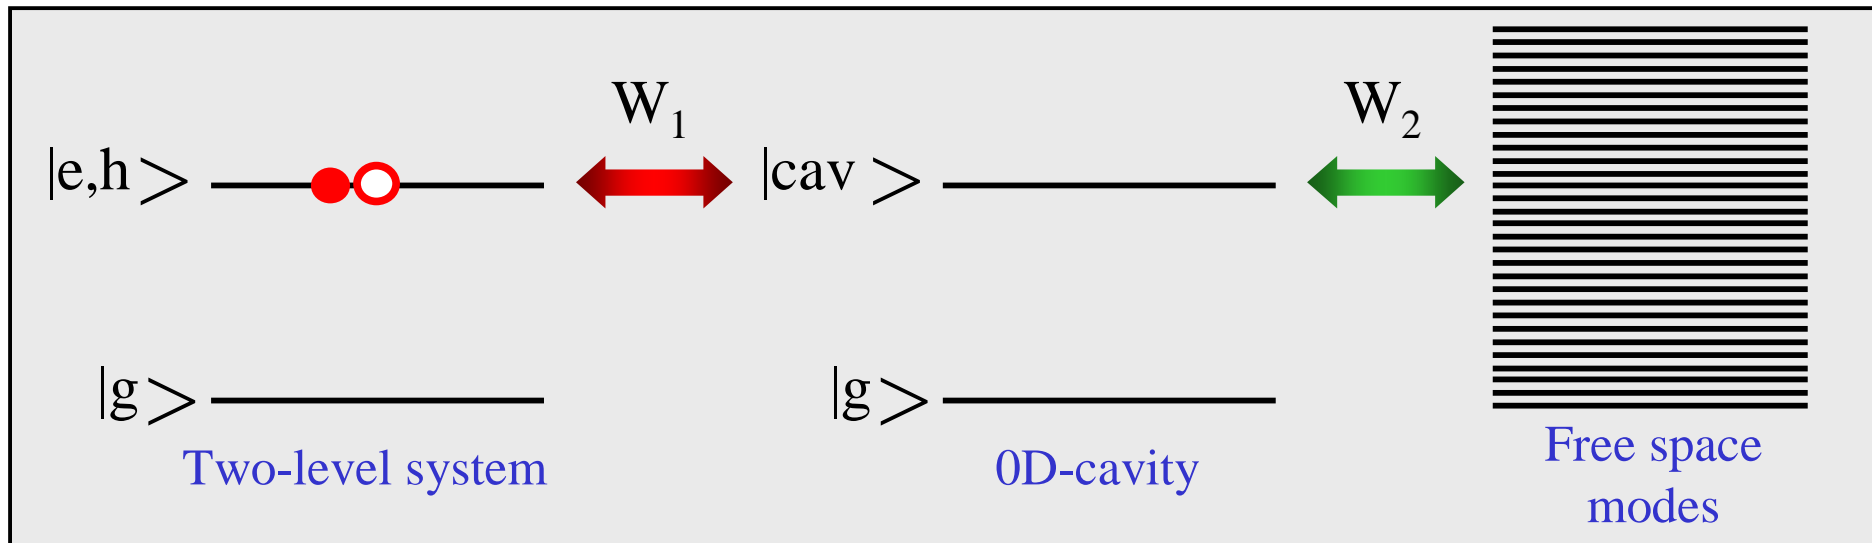 W₁
W₂
|e,h>
|cav >
|g>
|g>
Two-level system
0D-cavity
Free space
modes